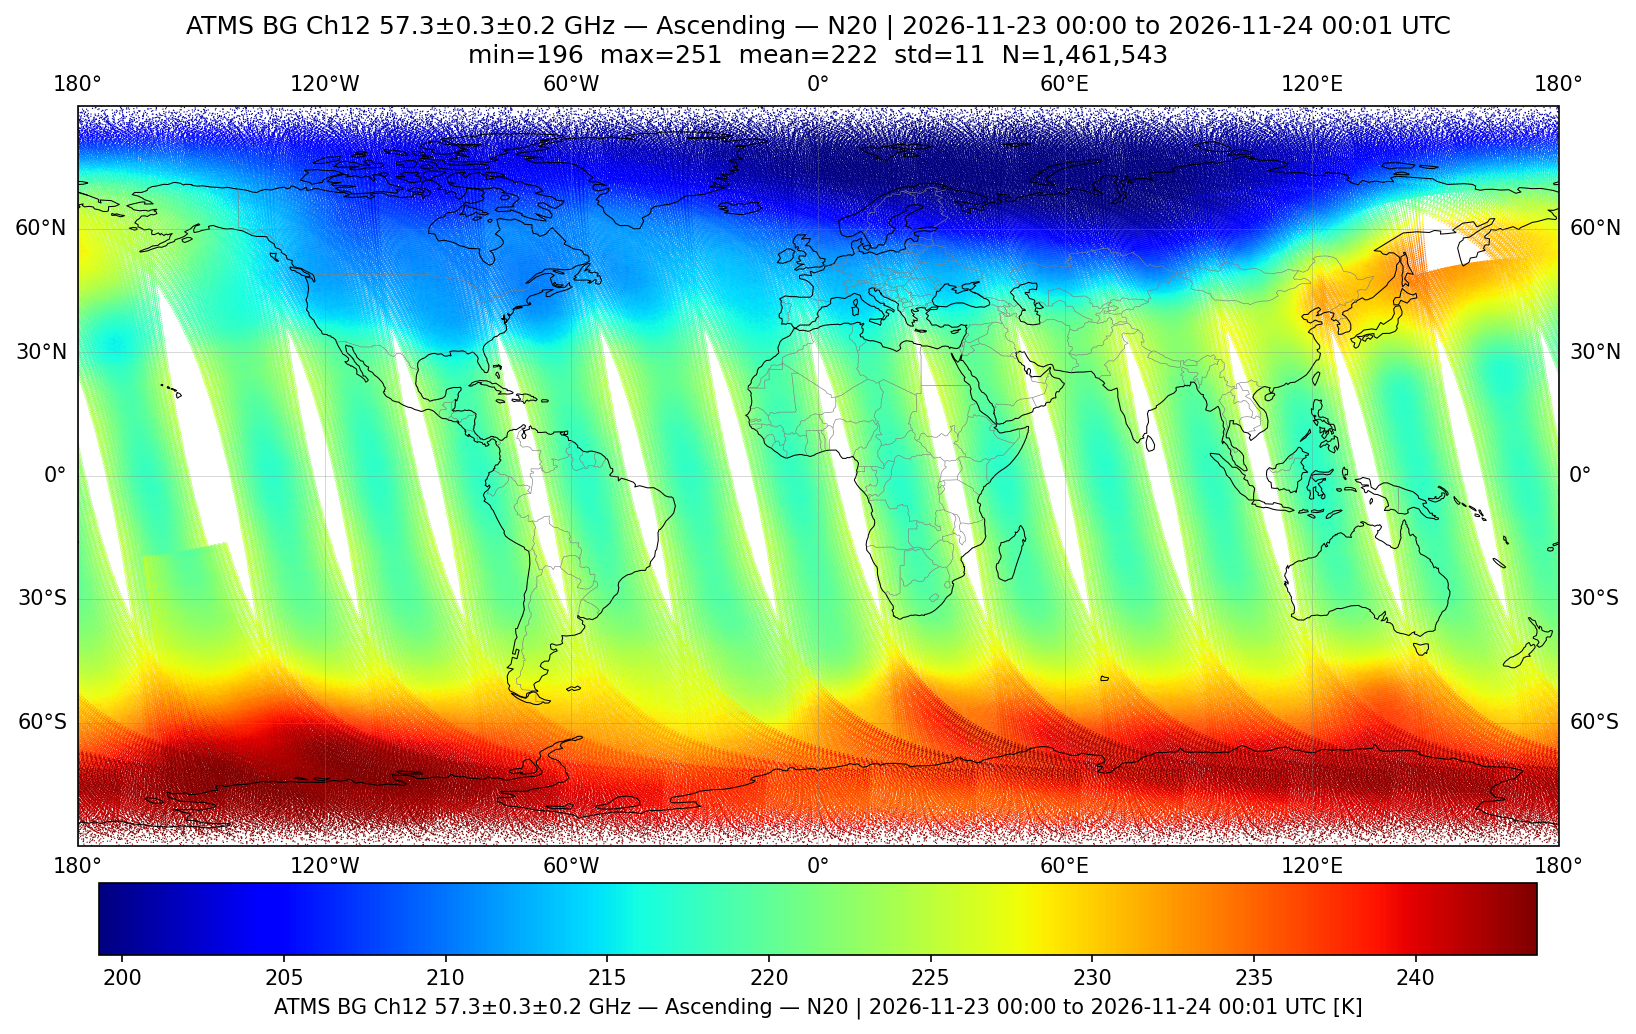 ATMS BG Ch12 57.3±0.3±0.2 GHz — Ascending — N20 | 2026-11-23 00:00 to 2026-11-24 00:01 UTC
min=196 max=251 mean=222 std=11 N=1,461,543
180° 120°W 60°W 0° 60°E 120°E 180°
60°N 60°N
30°N 30°N
0° 0°
30°S 30°S
60°S 60°S
180° 120°W 60°W 0° 60°E 120°E 180°
200 205 210 215 220 225 230 235 240
ATMS BG Ch12 57.3±0.3±0.2 GHz — Ascending — N20 | 2026-11-23 00:00 to 2026-11-24 00:01 UTC [K]